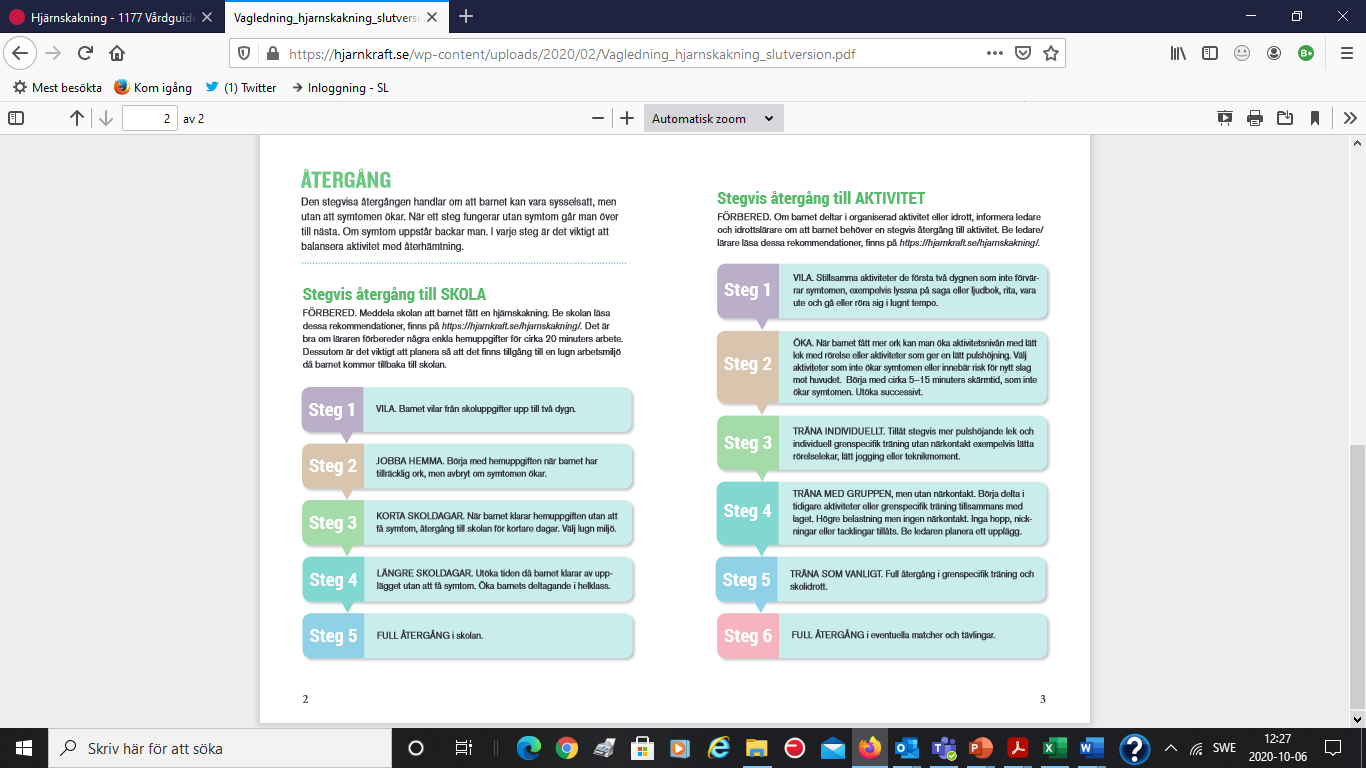 Hjärnskakning - 1177 Vårdguide
Vagledning_hjarnskakning_slutversi
https://hjarnkraft.se/wp-content/uploads/2020/02/Vagledning_hjarnskakning_slutversion.pdf
Mest besökta
Kom igång
(1) Twitter
Inloggning - SL
2
av 2
Automatisk zoom
ÅTERGÅNG
Den stegvisa återgången handlar om att barnet kan vara sysselsatt, men
utan att symtomen ökar. När ett steg fungerar utan symtom går man över
till nästa. Om symtom uppstår backar man. I varje steg är det viktigt att
balansera aktivitet med återhämtning.
Stegvis återgång till SKOLA
FÖRBERED. Meddela skolan att barnet fått en hjärnskakning. Be skolan läsa
dessa rekommendationer, finns på https://hjarnkraft.se/hjarnskakning/. Det är
bra om läraren förbereder några enkla hemuppgifter för cirka 20 minuters arbete.
Dessutom är det viktigt att planera så att det finns tillgång till en lugn arbetsmiljö
då barnet kommer tillbaka till skolan.
Steg 1
VILA. Barnet vilar från skoluppgifter upp till två dygn.
Steg 2
JOBBA HEMMA. Börja med hemuppgiften när barnet har
tillräcklig ork, men avbryt om symtomen ökar.
Steg 3
KORTA SKOLDAGAR. När barnet klarar hemuppgiften utan att
få symtom, återgång till skolan för kortare dagar. Välj lugn miljö.
Steg 4
LÄNGRE SKOLDAGAR. Utöka tiden då barnet klarar av upp-
lägget utan att få symtom. Öka barnets deltagande i helklass.
Steg 5
FULL ÅTERGÅNG i skolan.
2
Stegvis återgång till AKTIVITET
FÖRBERED. Om barnet deltar i organiserad aktivitet eller idrott, informera ledare
och idrottslärare om att barnet behöver en stegvis återgång till aktivitet. Be ledare/
lärare läsa dessa rekommendationer, finns på https://hjarnkraft.se/hjarnskakning/.
Steg 1
VILA. Stillsamma aktiviteter de första två dygnen som inte förvär-
rar symtomen, exempelvis lyssna på saga eller ljudbok, rita, vara
ute och gå eller röra sig i lugnt tempo.
Steg 2
ÖKA. När barnet fått mer ork kan man öka aktivitetsnivån med lätt
lek med rörelse eller aktiviteter som ger en lätt pulshöjning. Välj
aktiviteter som inte ökar symtomen eller innebär risk för nytt slag
mot huvudet. Börja med cirka 5–15 minuters skärmtid, som inte
ökar symtomen. Utöka successivt.
Steg 3
TRÄNA INDIVIDUELLT. Tillåt stegvis mer pulshöjande lek och
individuell grenspecifik träning utan närkontakt exempelvis lätta
rörelselekar, lätt jogging eller teknikmoment.
Steg 4
TRÄNA MED GRUPPEN, men utan närkontakt. Börja delta i
tidigare aktiviteter eller grenspecifik träning tillsammans med
laget. Högre belastning men ingen närkontakt. Inga hopp, nick-
ningar eller tacklingar tillåts. Be ledaren planera ett upplägg.
Steg 5
TRÄNA SOM VANLIGT. Full återgång i grenspecifik träning och
skolidrott.
Steg 6
FULL ÅTERGÅNG i eventuella matcher och tävlingar.
3
Skriv här för att söka
SWE
12:27
2020-10-06